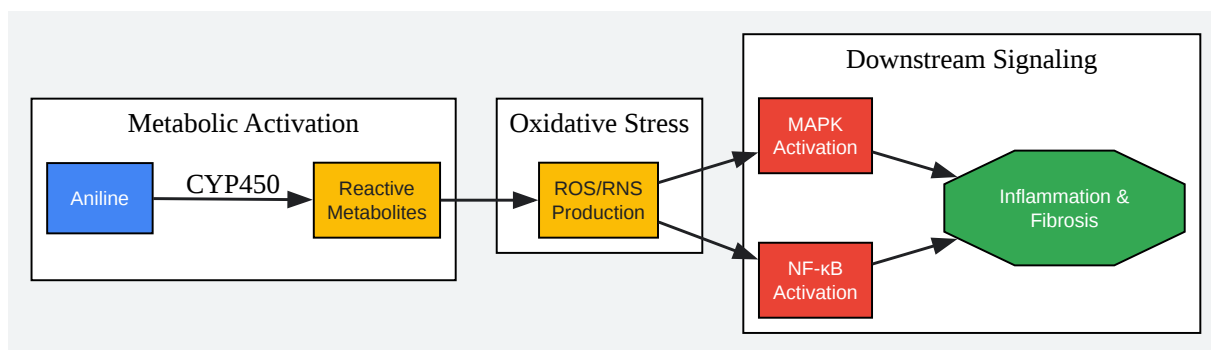 Metabolic Activation
Aniline
CYP450
Reactive
Metabolites
Oxidative Stress
ROS/RNS
Production
Downstream Signaling
MAPK
Activation
NF-κB
Activation
Inflammation &
Fibrosis